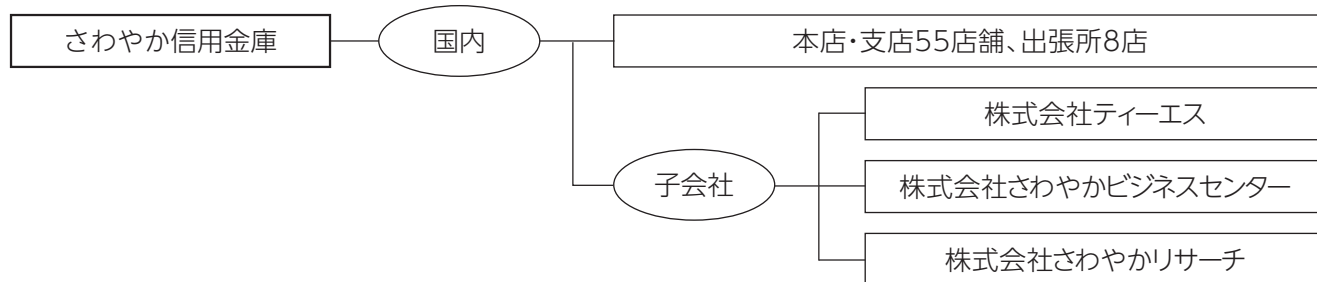 さわやか信用金庫
国内
本店・支店55店舗、出張所8店
子会社
株式会社ティーエス
株式会社さわやかビジネスセンター
株式会社さわやかリサーチ